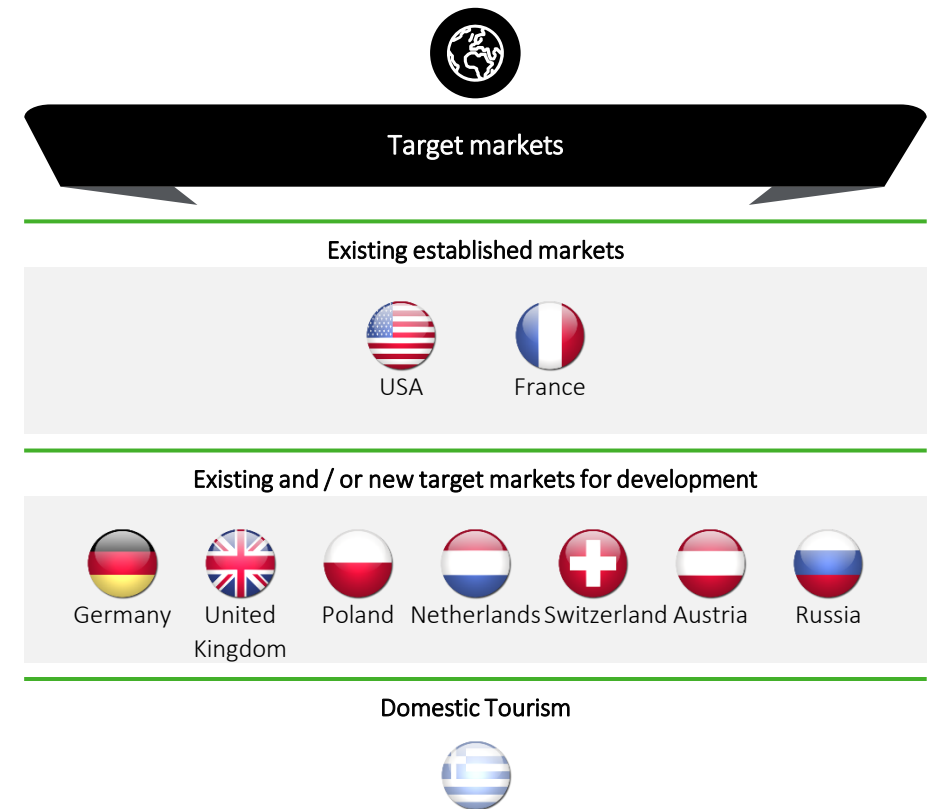 Target markets
Existing established markets
USA France
Existing and / or new target markets for development
Germany United Poland Netherlands Switzerland Austria Russia
Kingdom
Domestic Tourism